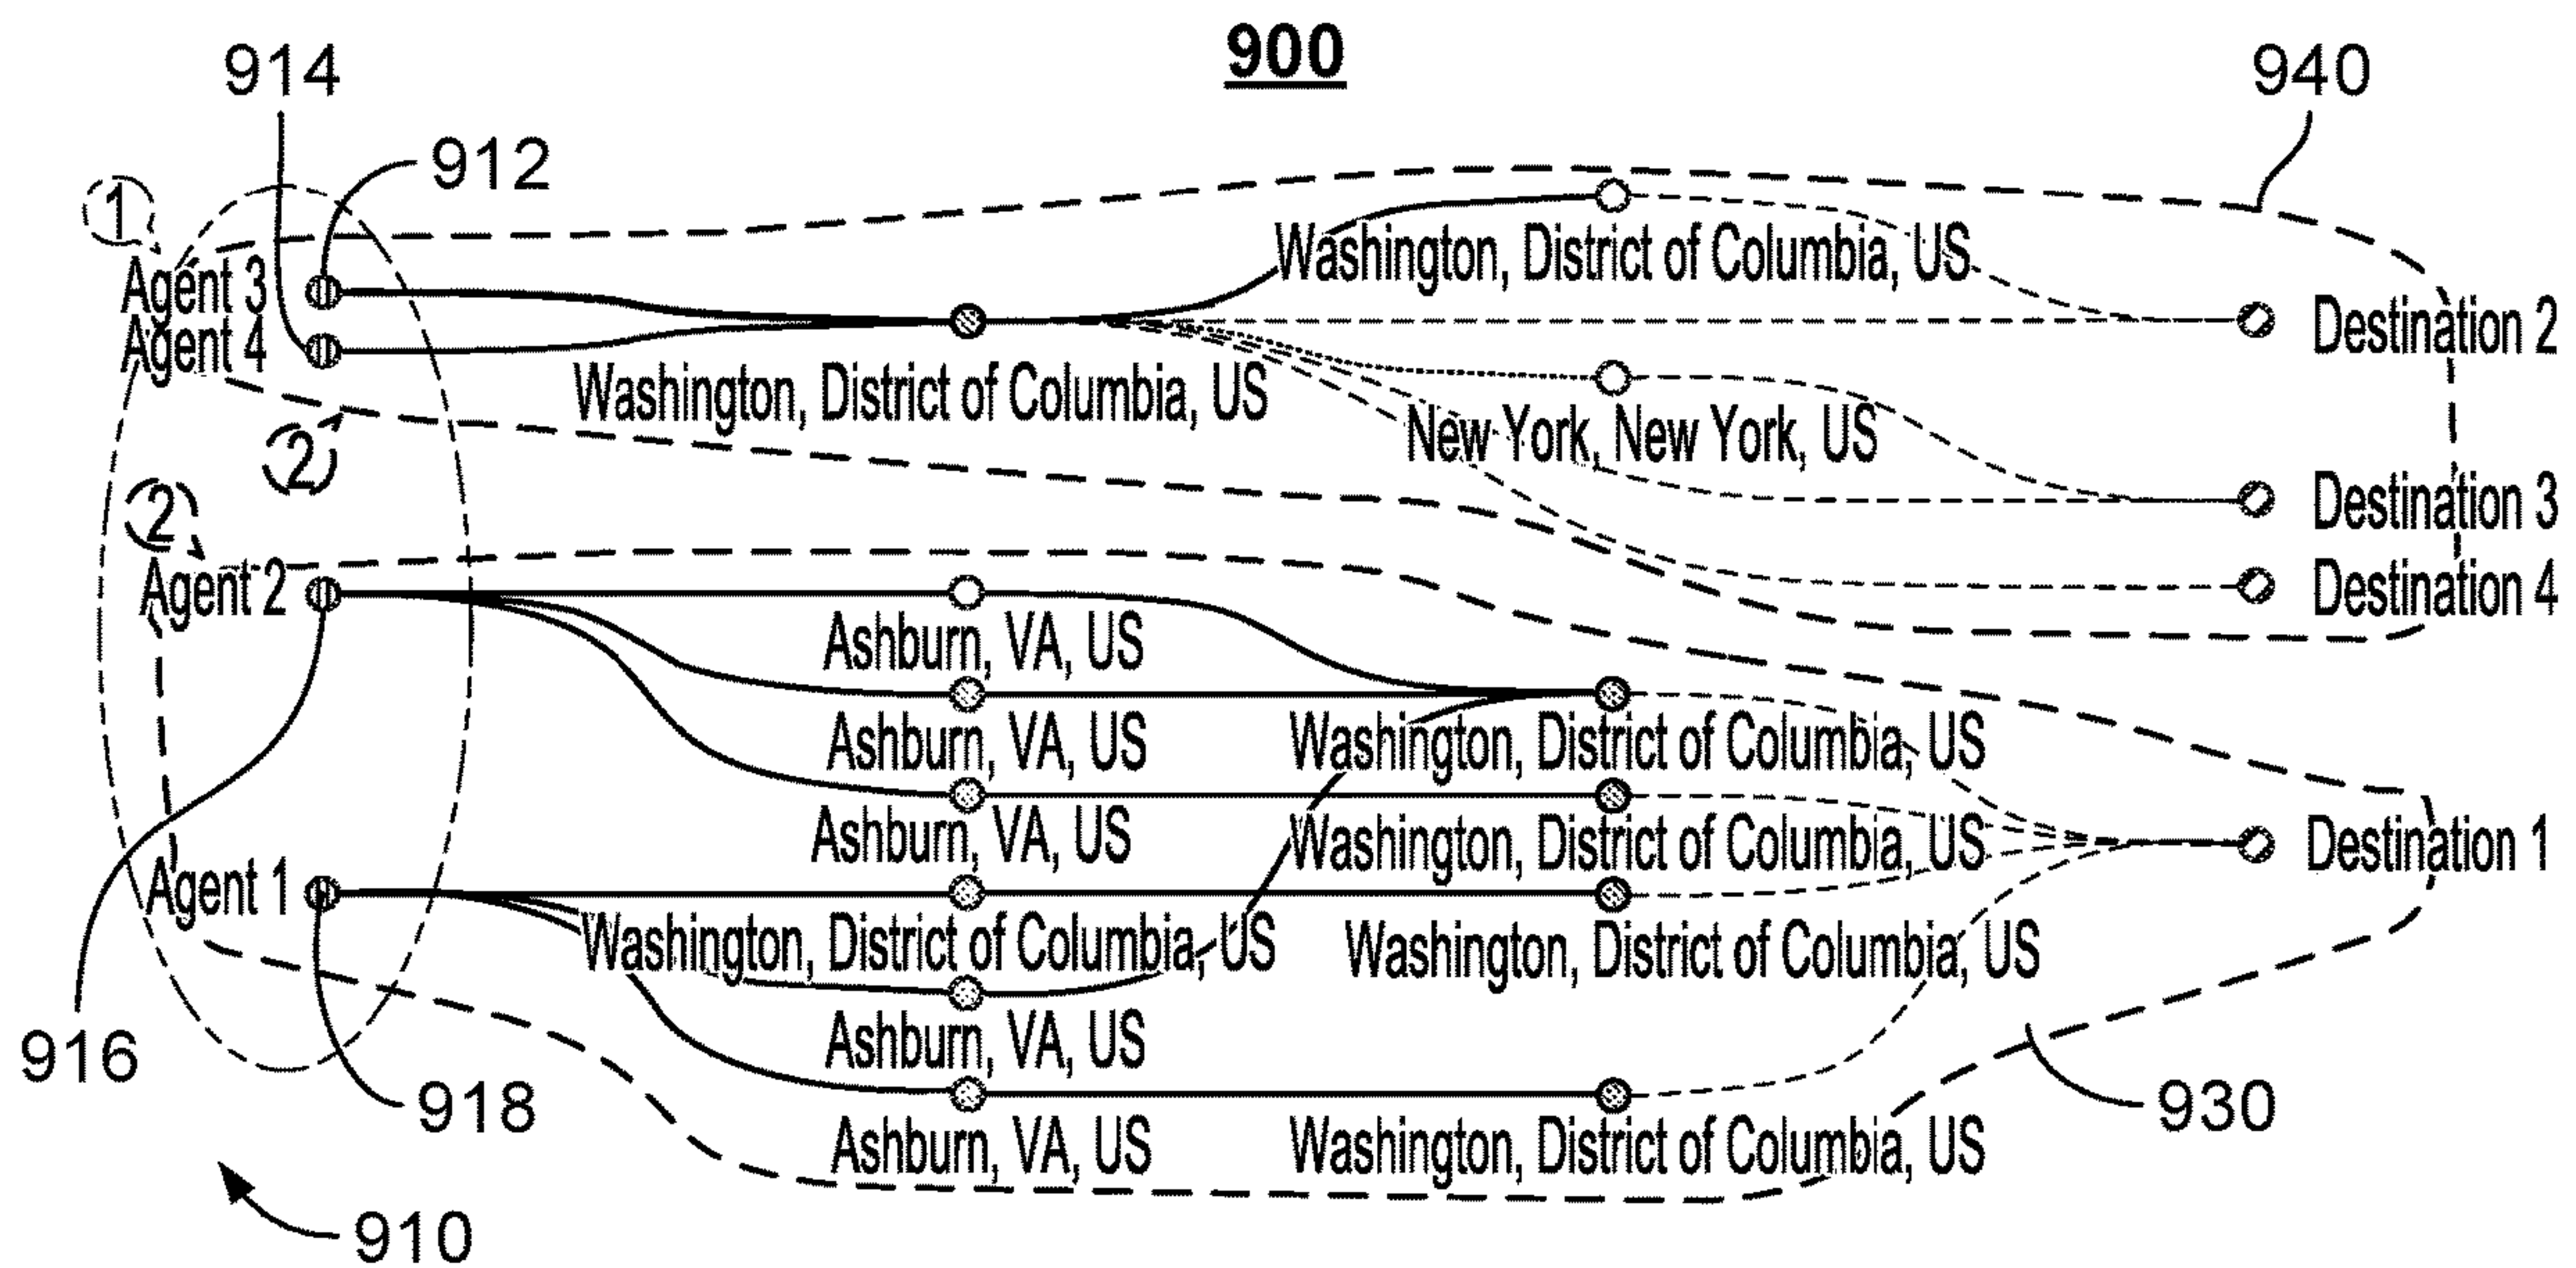 900
914
940
912
1
Washington, District of Columbia, US
Agent 3
Agent 4
Destination 2
Washington, District of Columbia, US
New York, New York, US
2
2
Destination 3
Agent 2
Destination 4
Ashburn, VA, US
Ashburn, VA, US
Washington, District of Columbia, US
Ashburn, VA, US
Washington, District of Columbia, US
Destination 1
Agent 1
Washington, District of Columbia, US
Washington, District of Columbia, US
Ashburn, VA, US
916
918
930
Ashburn, VA, US
Washington, District of Columbia, US
910